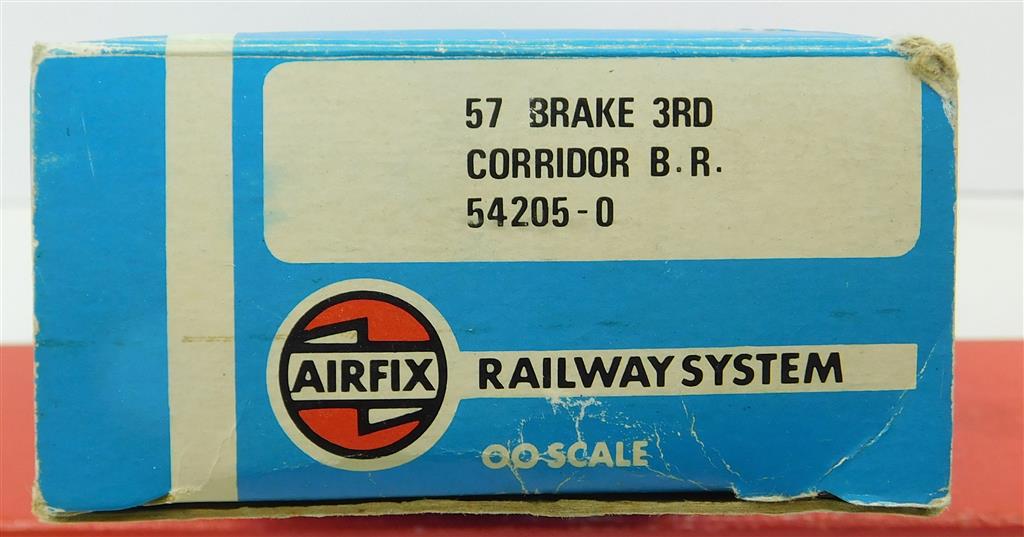 57 BRAKE 3RD
CORRIDOR B.R.
54205-0
AIRFIX
RAILWAY SYSTEM
OO SCALE